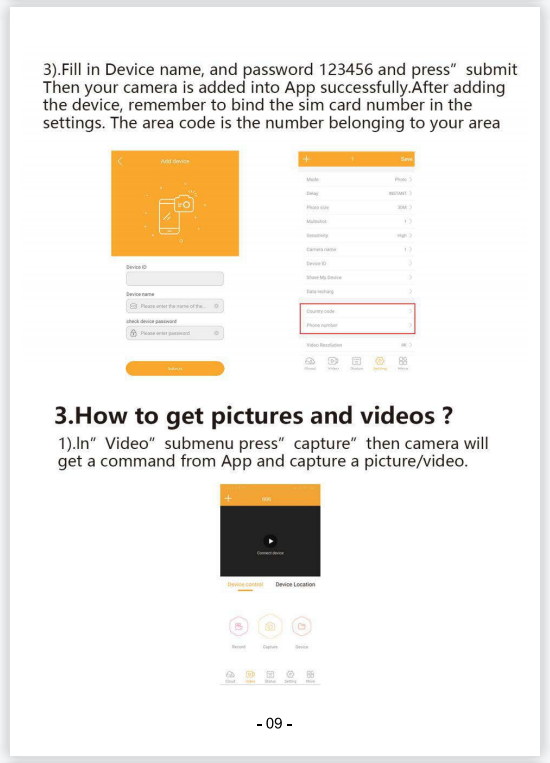 3).Fill in Device name, and password 123456 and press” submit
Then your camera is added into App successfully.After adding
the device, remember to bind the sim card number in the
settings. The area code is the number belonging to your area
Add device
Device ID
Device name
Please enter the name of the..
check device password
Please enter password
Submit
1
Save
Mode
Photo
Delay
INSTANT
Photo size
Multishot
1
Sensitivity
High
Camera name
1
Device ID
Share My Device
Data recharg
Country code
Phone number
Video Resolution
Cloud
Video
Status
Setting
More
3.How to get pictures and videos ?
1).In” Video” submenu press” capture” then camera will
get a command from App and capture a picture/video.
Connect device
Device control
Device Location
Record
Capture
Device
Cloud
Video
Status
Setting
More
- 09 -